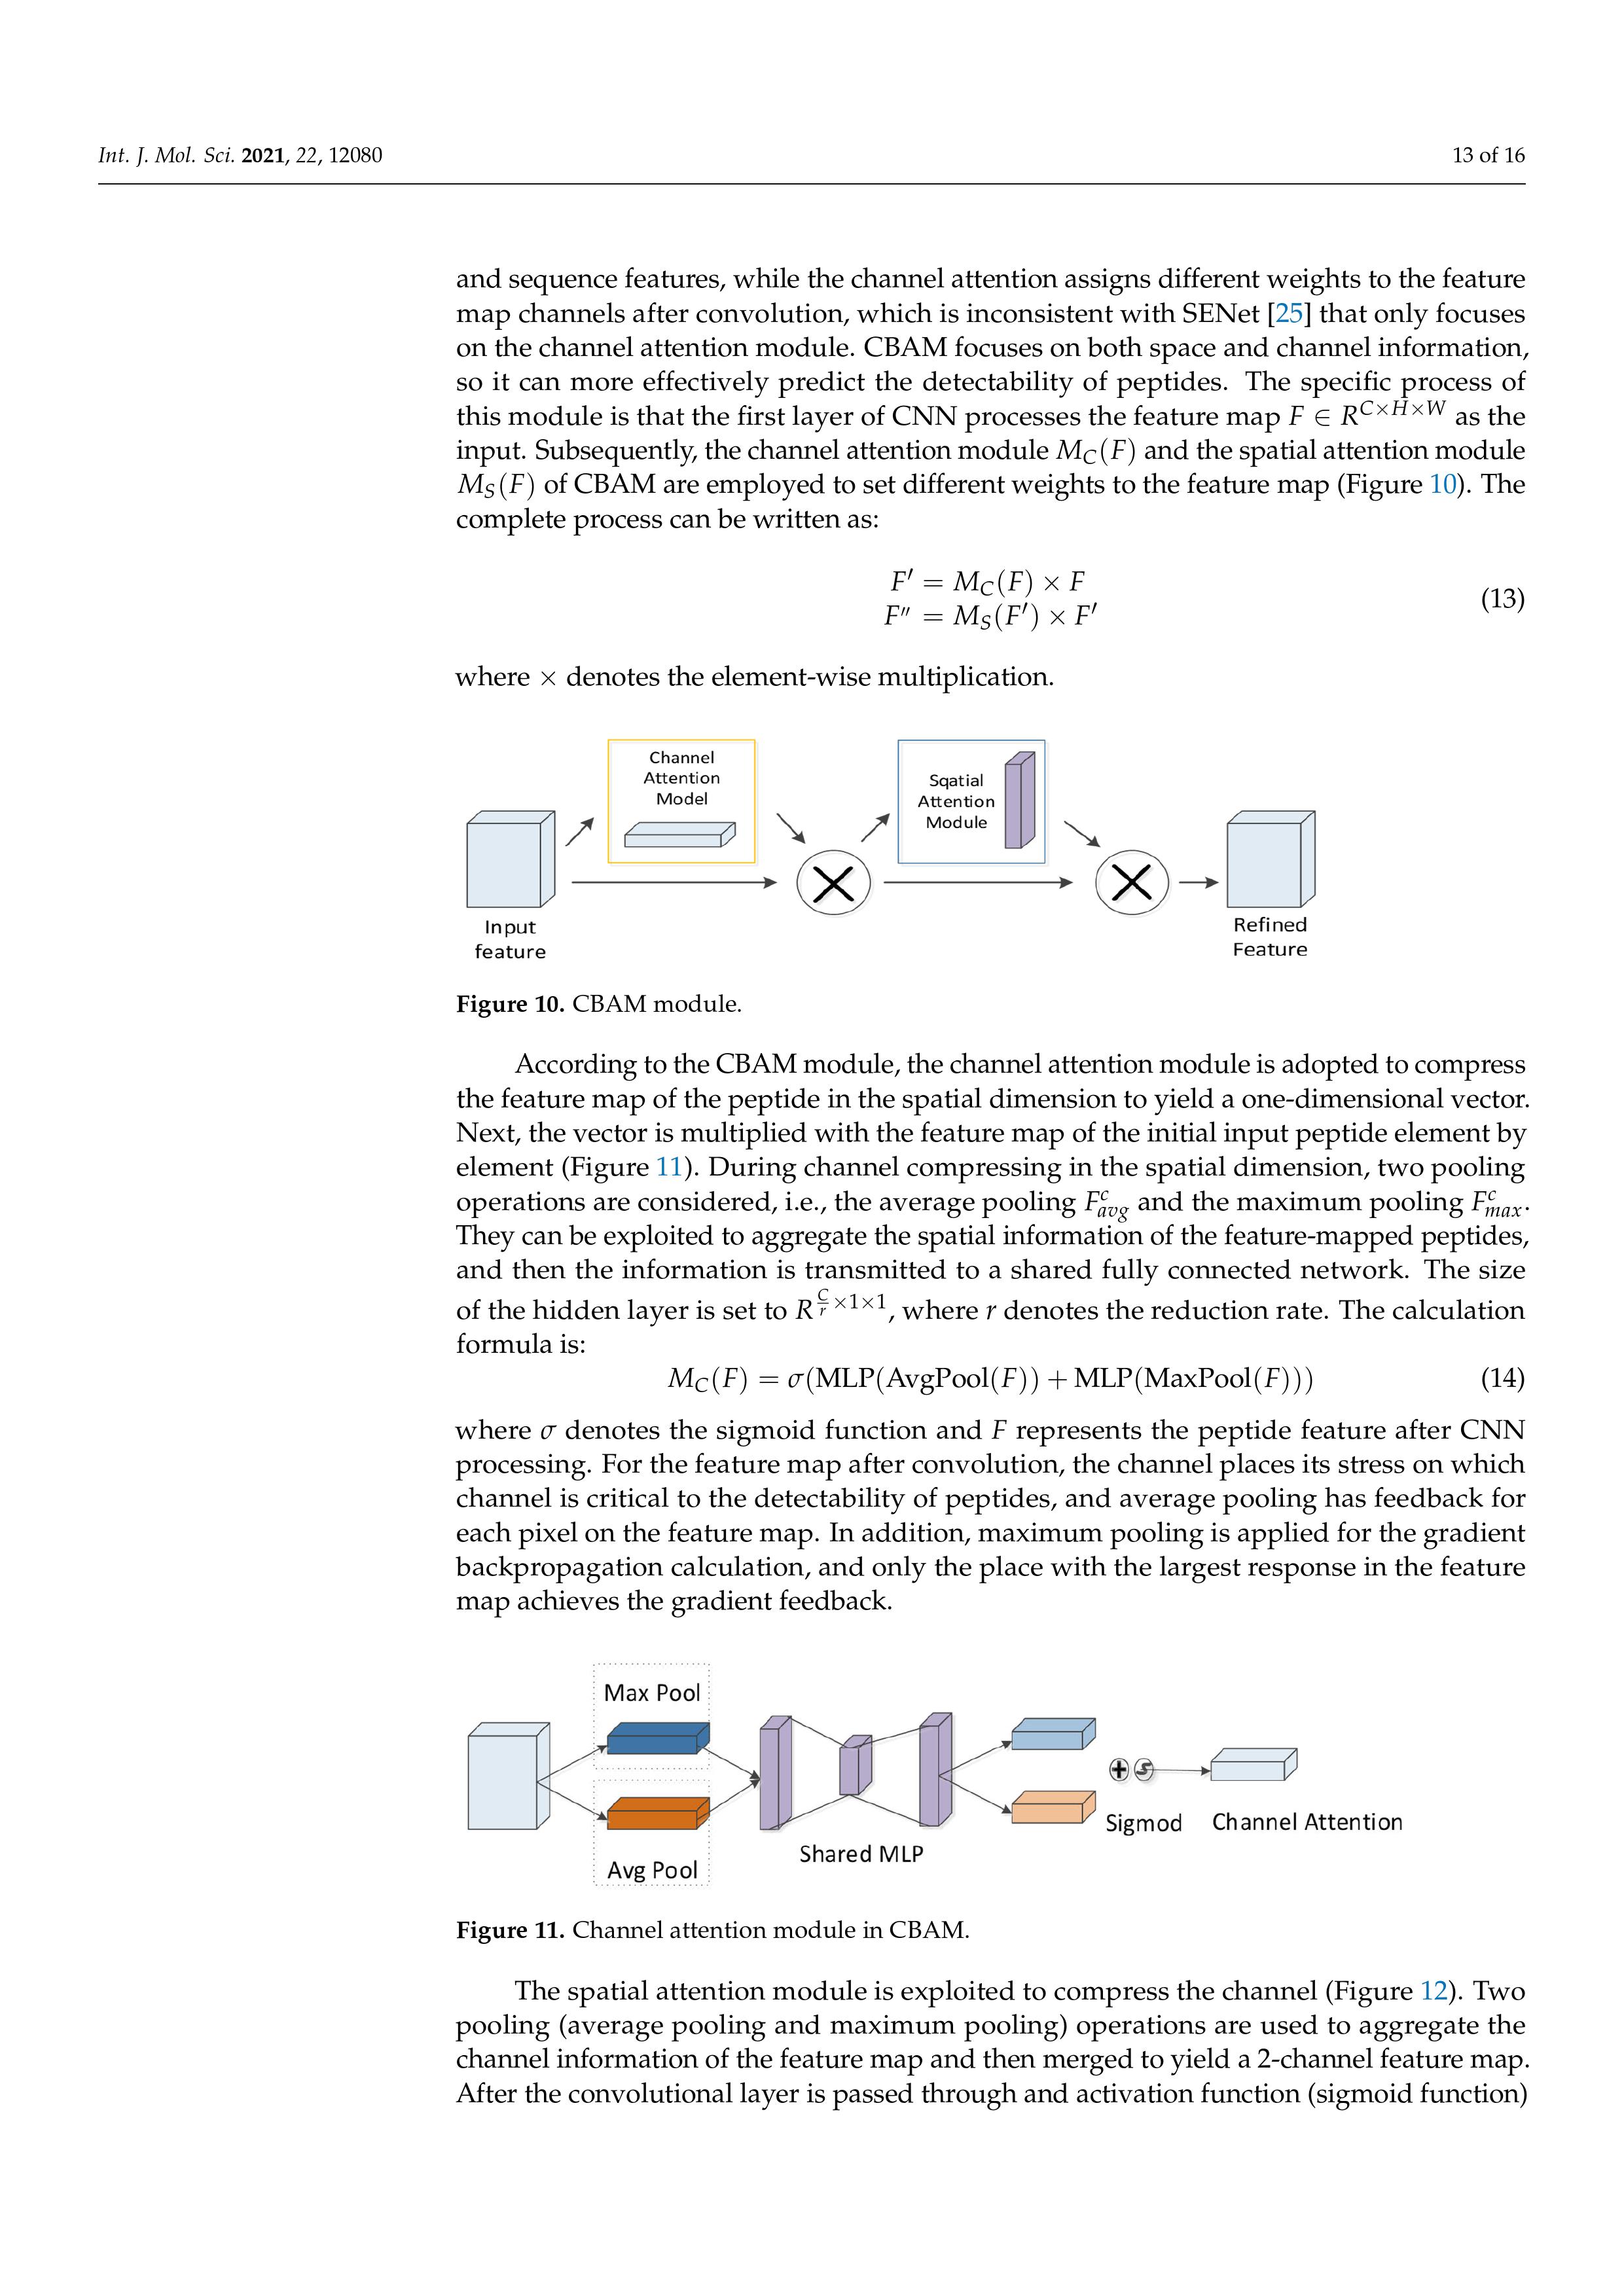 Int. J. Mol. Sci. 2021, 22, 12080
13 of 16
and sequence features, while the channel attention assigns different weights to the feature
map channels after convolution, which is inconsistent with SENet [25] that only focuses
on the channel attention module. CBAM focuses on both space and channel information,
so it can more effectively predict the detectability of peptides. The specific process of
this module is that the first layer of CNN processes the feature map F ∈ R^{C×H×W} as the
input. Subsequently, the channel attention module M_C(F) and the spatial attention module
M_S(F) of CBAM are employed to set different weights to the feature map (Figure 10). The
complete process can be written as:
F′ = M_C(F) × F
F″ = M_S(F′) × F′
(13)
where × denotes the element-wise multiplication.
Channel
Attention
Model
Sqatial
Attention
Module
Input
feature
Refined
Feature
Figure 10. CBAM module.
According to the CBAM module, the channel attention module is adopted to compress
the feature map of the peptide in the spatial dimension to yield a one-dimensional vector.
Next, the vector is multiplied with the feature map of the initial input peptide element by
element (Figure 11). During channel compressing in the spatial dimension, two pooling
operations are considered, i.e., the average pooling F^c_{avg} and the maximum pooling F^c_{max}.
They can be exploited to aggregate the spatial information of the feature-mapped peptides,
and then the information is transmitted to a shared fully connected network. The size
of the hidden layer is set to R^{C/r×1×1}, where r denotes the reduction rate. The calculation
formula is:
M_C(F) = σ(MLP(AvgPool(F)) + MLP(MaxPool(F))) (14)
where σ denotes the sigmoid function and F represents the peptide feature after CNN
processing. For the feature map after convolution, the channel places its stress on which
channel is critical to the detectability of peptides, and average pooling has feedback for
each pixel on the feature map. In addition, maximum pooling is applied for the gradient
backpropagation calculation, and only the place with the largest response in the feature
map achieves the gradient feedback.
Max Pool
Avg Pool
Shared MLP
Sigmod
Channel Attention
Figure 11. Channel attention module in CBAM.
The spatial attention module is exploited to compress the channel (Figure 12). Two
pooling (average pooling and maximum pooling) operations are used to aggregate the
channel information of the feature map and then merged to yield a 2-channel feature map.
After the convolutional layer is passed through and activation function (sigmoid function)